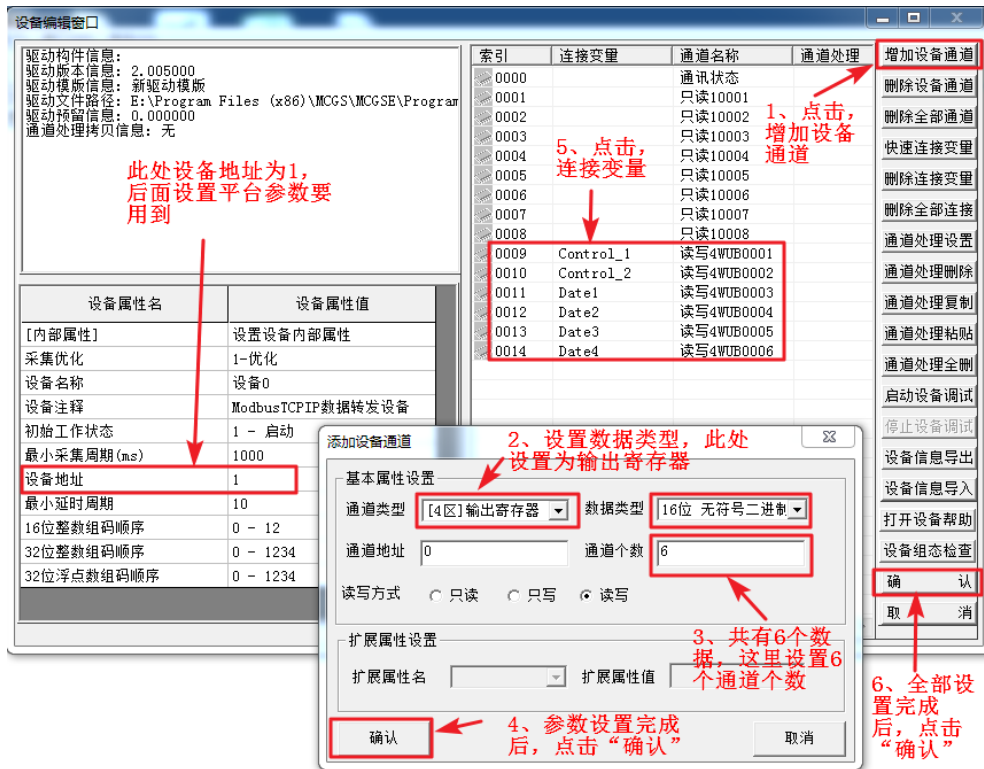 设备编辑窗口
驱动构件信息:
驱动版本信息: 2.005000
驱动模版信息: 新驱动模版
驱动文件路径: E:\Program Files (x86)\MCGS\MCGSE\Program
驱动预留信息: 0.000000
通道处理拷贝信息: 无
此处设备地址为1,
后面设置平台参数要
用到
设备属性名 设备属性值
[内部属性] 设置设备内部属性
采集优化 1-优化
设备名称 设备0
设备注释 ModbusTCPIP数据转发设备
初始工作状态 1 - 启动
最小采集周期(ms) 1000
设备地址 1
最小延时周期 10
16位整数组码顺序 0 - 12
32位整数组码顺序 0 - 1234
32位浮点数组码顺序 0 - 1234
索引 连接变量 通道名称 通道处理
0000 通讯状态
0001 只读10001
0002 只读10002
0003 只读10003
0004 只读10004
0005 只读10005
0006 只读10006
0007 只读10007
0008 只读10008
0009 Control_1 读写4WUB0001
0010 Control_2 读写4WUB0002
0011 Date1 读写4WUB0003
0012 Date2 读写4WUB0004
0013 Date3 读写4WUB0005
0014 Date4 读写4WUB0006
1、点击,
增加设备
通道
5、点击,
连接变量
增加设备通道
删除设备通道
删除全部通道
快速连接变量
删除连接变量
删除全部连接
通道处理设置
通道处理删除
通道处理复制
通道处理粘贴
通道处理全删
启动设备调试
停止设备调试
设备信息导出
设备信息导入
打开设备帮助
设备组态检查
确 认
取 消
添加设备通道
2、设置数据类型,此处
设置为输出寄存器
基本属性设置
通道类型 [4区]输出寄存器 数据类型 16位 无符号二进制
通道地址 0 通道个数 6
读写方式 只读 只写 读写
3、共有6个数
据,这里设置6
个通道个数
扩展属性设置
扩展属性名 扩展属性值
确认 取消
4、参数设置完成
后,点击“确认”
6、全部设
置完成
后,点击
“确认”